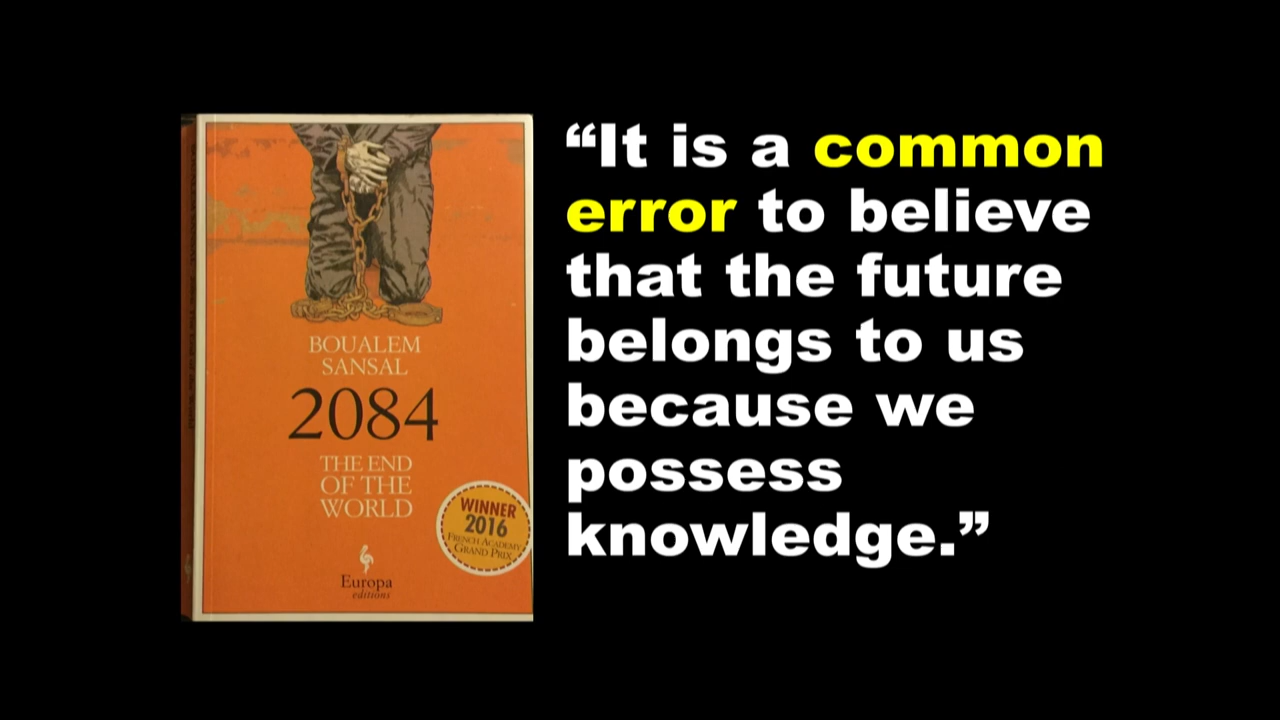 BOUALEM
SANSAL
2084
THE END
OF THE
WORLD
WINNER
2016
FRENCH ACADEMY
GRAND PRIX
Europa
editions
“It is a common
error to believe
that the future
belongs to us
because we
possess
knowledge.”